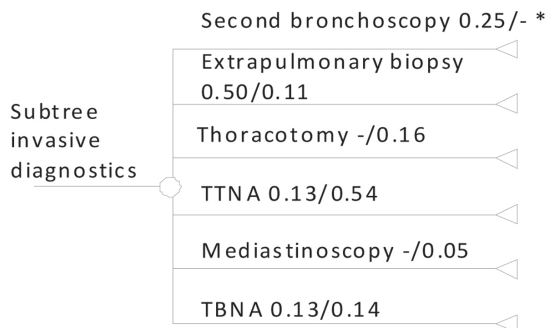 Second bronchoscopy 0.25/- *
Extrapulmonary biopsy
0.50/0.11
Subtree
invasive
diagnostics
Thoracotomy -/0.16
TTNA 0.13/0.54
Mediastinoscopy -/0.05
TBNA 0.13/0.14